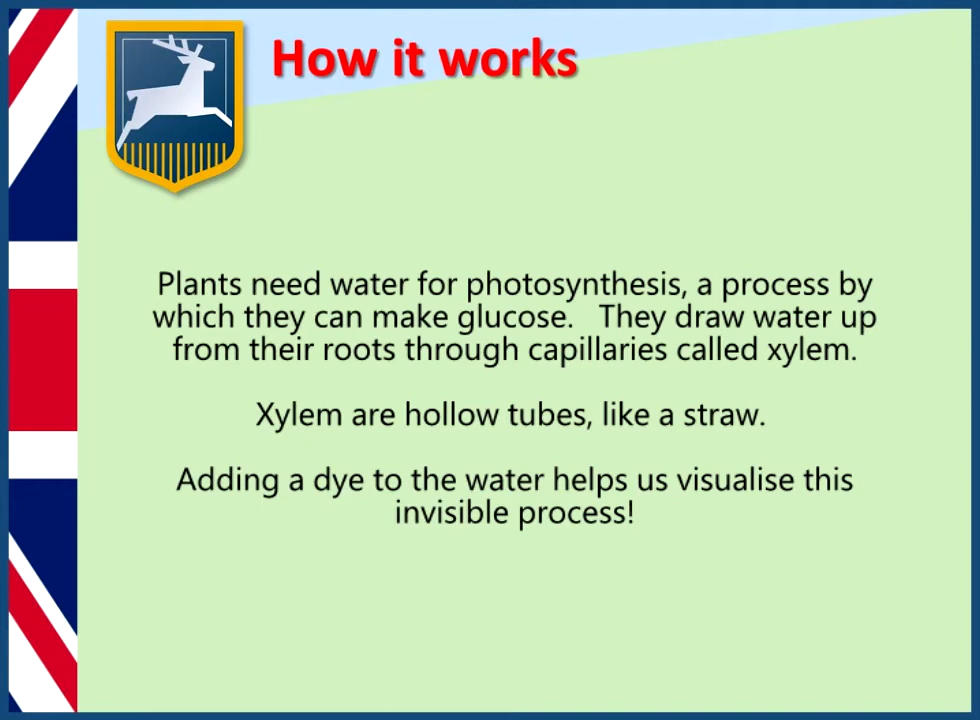 How it works
Plants need water for photosynthesis, a process by
which they can make glucose.   They draw water up
from their roots through capillaries called xylem.
Xylem are hollow tubes, like a straw.
Adding a dye to the water helps us visualise this
invisible process!